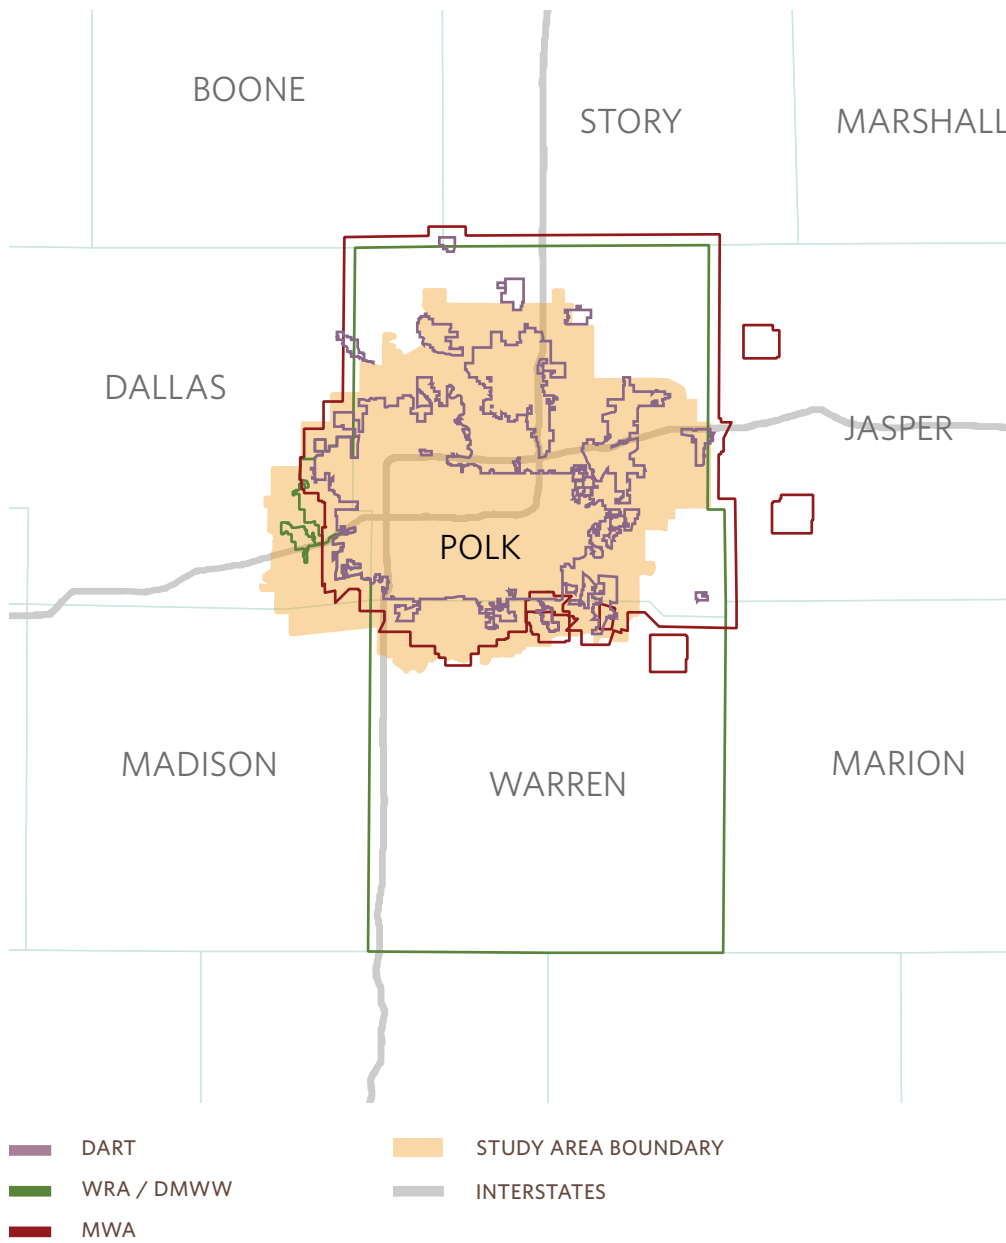 BOONE
STORY
MARSHALL
DALLAS
JASPER
POLK
MADISON
WARREN
MARION
DART
WRA / DMWW
MWA
STUDY AREA BOUNDARY
INTERSTATES